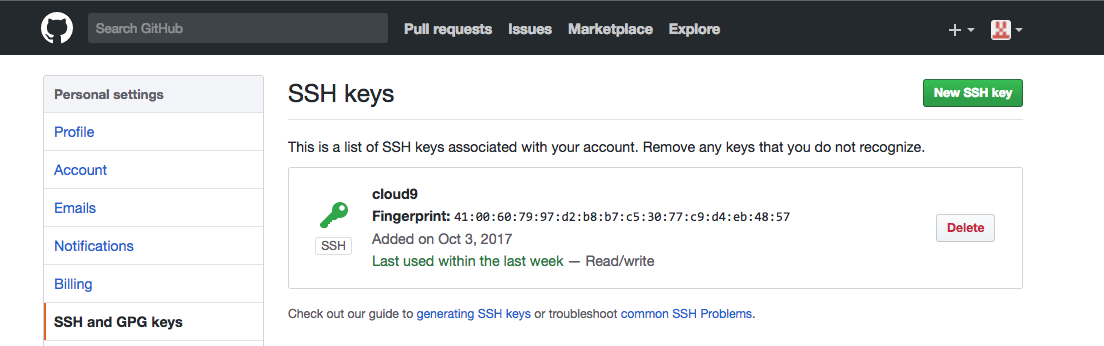 Search GitHub Pull requests Issues Marketplace Explore
Personal settings
Profile
Account
Emails
Notifications
Billing
SSH and GPG keys
SSH keys
New SSH key
This is a list of SSH keys associated with your account. Remove any keys that you do not recognize.
SSH
cloud9
Fingerprint: 41:00:60:79:97:d2:b8:b7:c5:30:77:c9:d4:eb:48:57
Added on Oct 3, 2017
Last used within the last week — Read/write
Delete
Check out our guide to generating SSH keys or troubleshoot common SSH Problems.